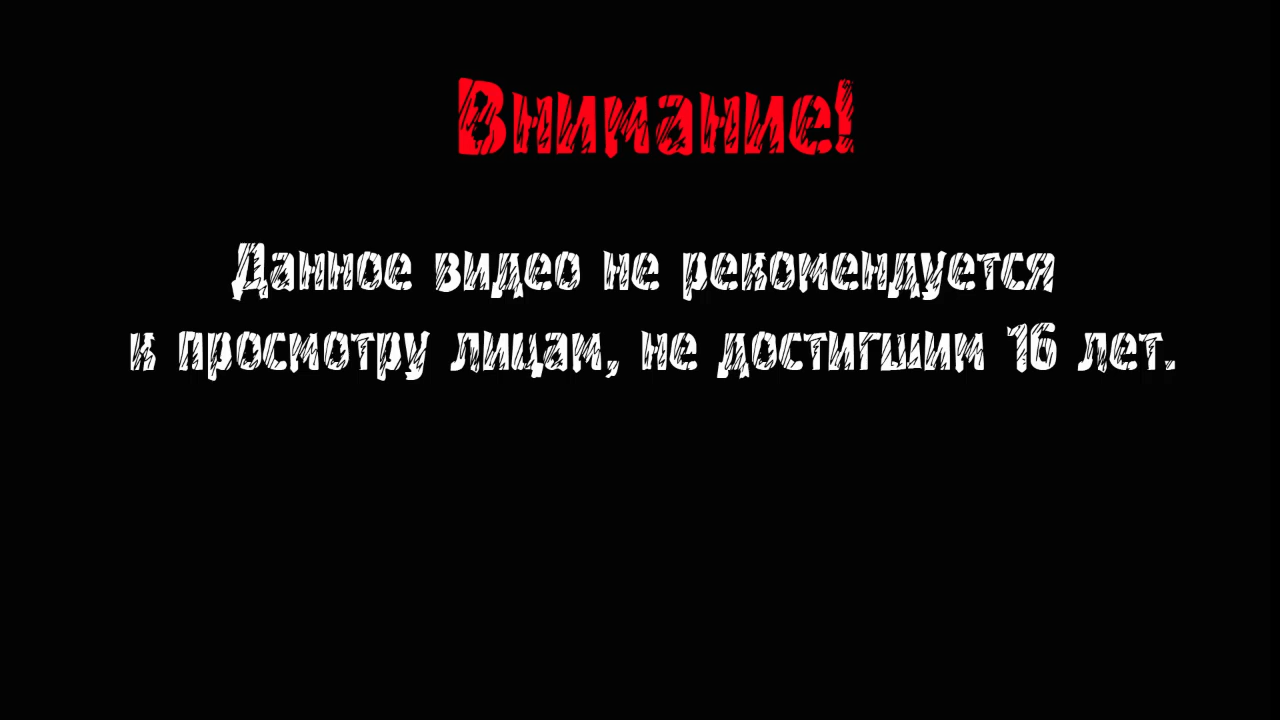 Внимание!
Данное видео не рекомендуется
к просмотру лицам, не достигшим 16 лет.